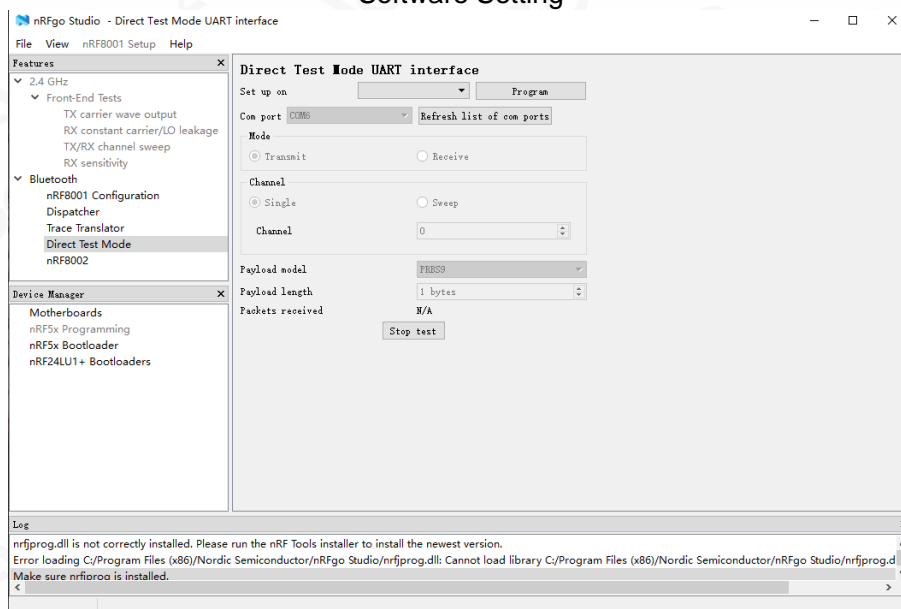 Software Setting
nRFgo Studio - Direct Test Mode UART interface
File View nRF8001 Setup Help
Features
2.4 GHz
Front-End Tests
TX carrier wave output
RX constant carrier/LO leakage
TX/RX channel sweep
RX sensitivity
Bluetooth
nRF8001 Configuration
Dispatcher
Trace Translator
Direct Test Mode
nRF8002
Device Manager
Motherboards
nRF5x Programming
nRF5x Bootloader
nRF24LU1+ Bootloaders
Direct Test Mode UART interface
Set up on Program
Com port COM6 Refresh list of com ports
Mode
Transmit Receive
Channel
Single Sweep
Channel 0
Payload model PRBS9
Payload length 1 bytes
Packets received N/A
Stop test
Log
nrfjprog.dll is not correctly installed. Please run the nRF Tools installer to install the newest version.
Error loading C:/Program Files (x86)/Nordic Semiconductor/nRFgo Studio/nrfjprog.dll: Cannot load library C:/Program Files (x86)/Nordic Semiconductor/nRFgo Studio/nrfjprog.d
Make sure nrfjprog is installed.